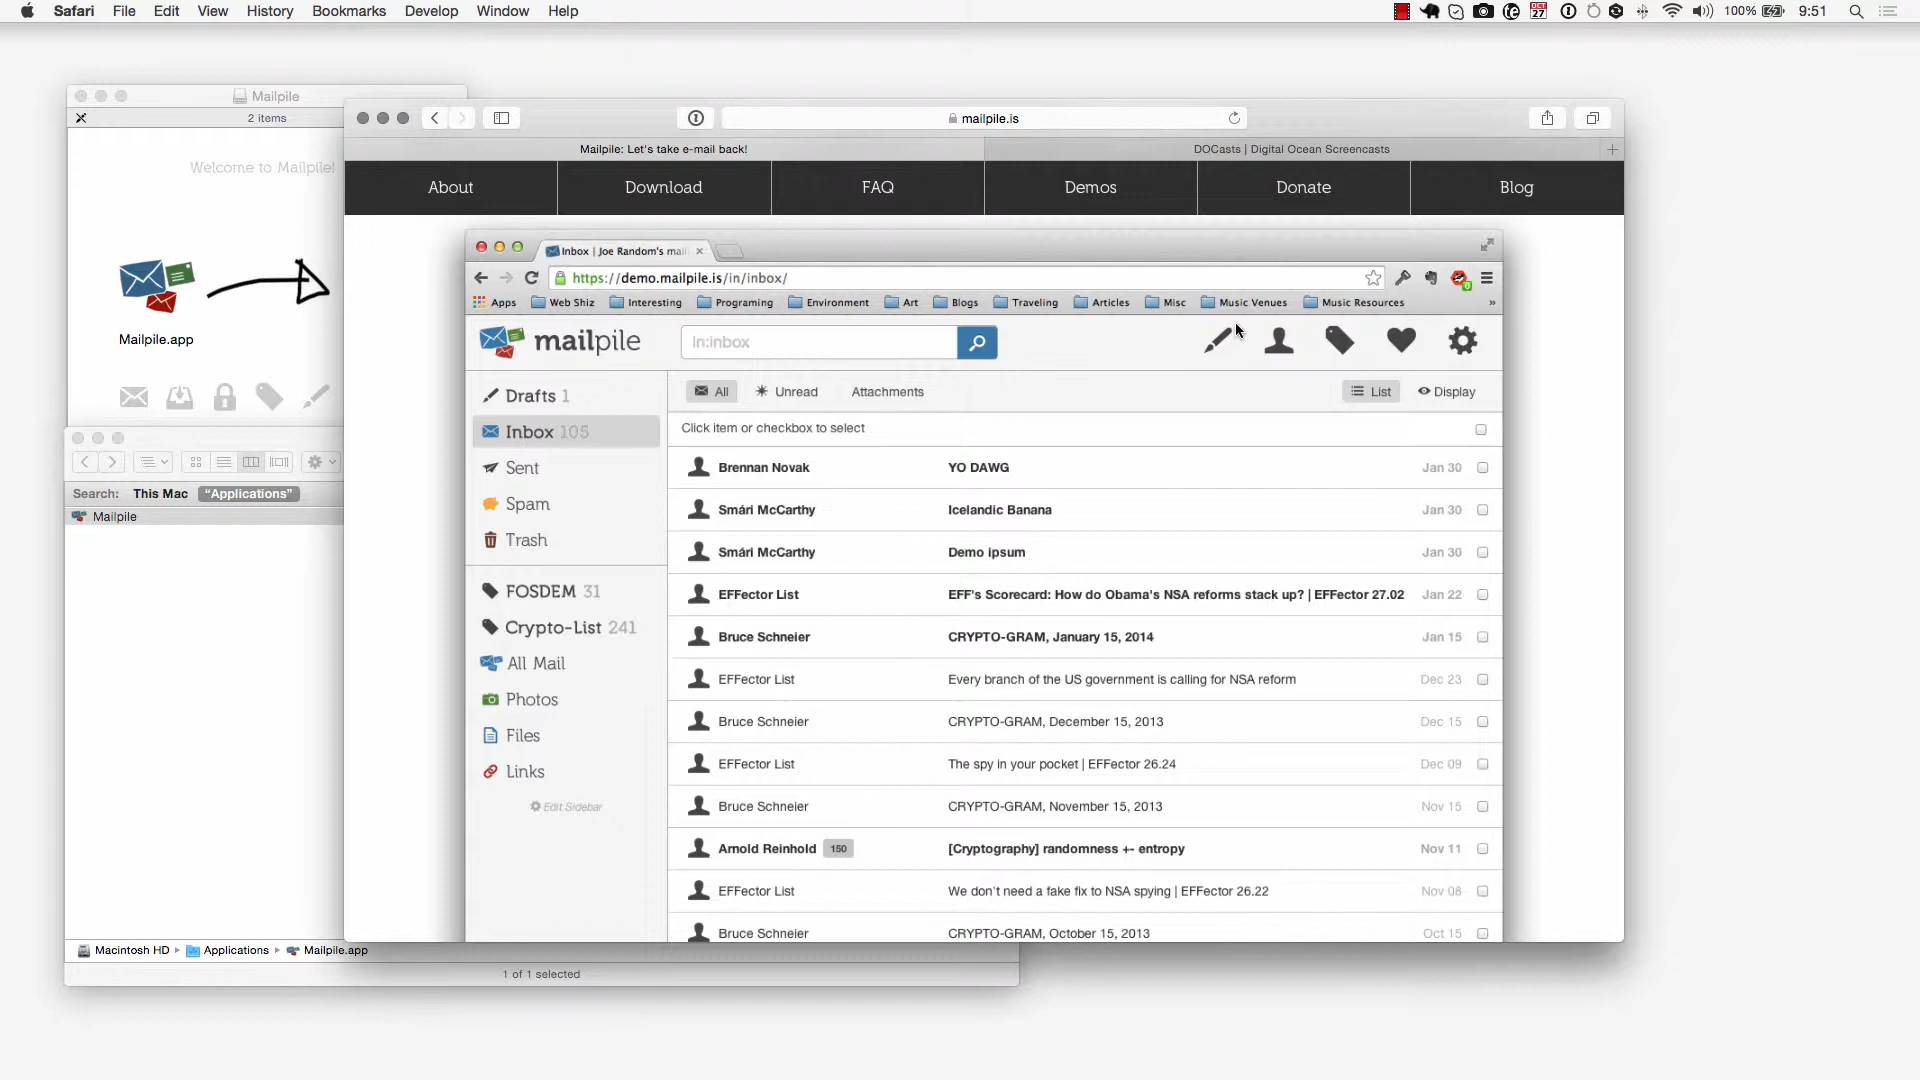 Safari File Edit View History Bookmarks Develop Window Help
OCT 27 100% 9:51
Mailpile
2 items
Welcome to Mailpile!
Mailpile.app
Search: This Mac “Applications”
Mailpile
Macintosh HD Applications Mailpile.app
1 of 1 selected
mailpile.is
Mailpile: Let's take e-mail back! DOCasts | Digital Ocean Screencasts
About Download FAQ Demos Donate Blog
Inbox | Joe Random's mail
https://demo.mailpile.is/in/inbox/
Apps Web Shiz Interesting Programing Environment Art Blogs Traveling Articles Misc Music Venues Music Resources »
mailpile in:inbox
Drafts 1
Inbox 105
Sent
Spam
Trash
FOSDEM 31
Crypto-List 241
All Mail
Photos
Files
Links
Edit Sidebar
All Unread Attachments List Display
Click item or checkbox to select
Brennan Novak YO DAWG Jan 30
Smári McCarthy Icelandic Banana Jan 30
Smári McCarthy Demo ipsum Jan 30
EFFector List EFF's Scorecard: How do Obama's NSA reforms stack up? | EFFector 27.02 Jan 22
Bruce Schneier CRYPTO-GRAM, January 15, 2014 Jan 15
EFFector List Every branch of the US government is calling for NSA reform Dec 23
Bruce Schneier CRYPTO-GRAM, December 15, 2013 Dec 15
EFFector List The spy in your pocket | EFFector 26.24 Dec 09
Bruce Schneier CRYPTO-GRAM, November 15, 2013 Nov 15
Arnold Reinhold 150 [Cryptography] randomness +- entropy Nov 11
EFFector List We don't need a fake fix to NSA spying | EFFector 26.22 Nov 08
Bruce Schneier CRYPTO-GRAM, October 15, 2013 Oct 15